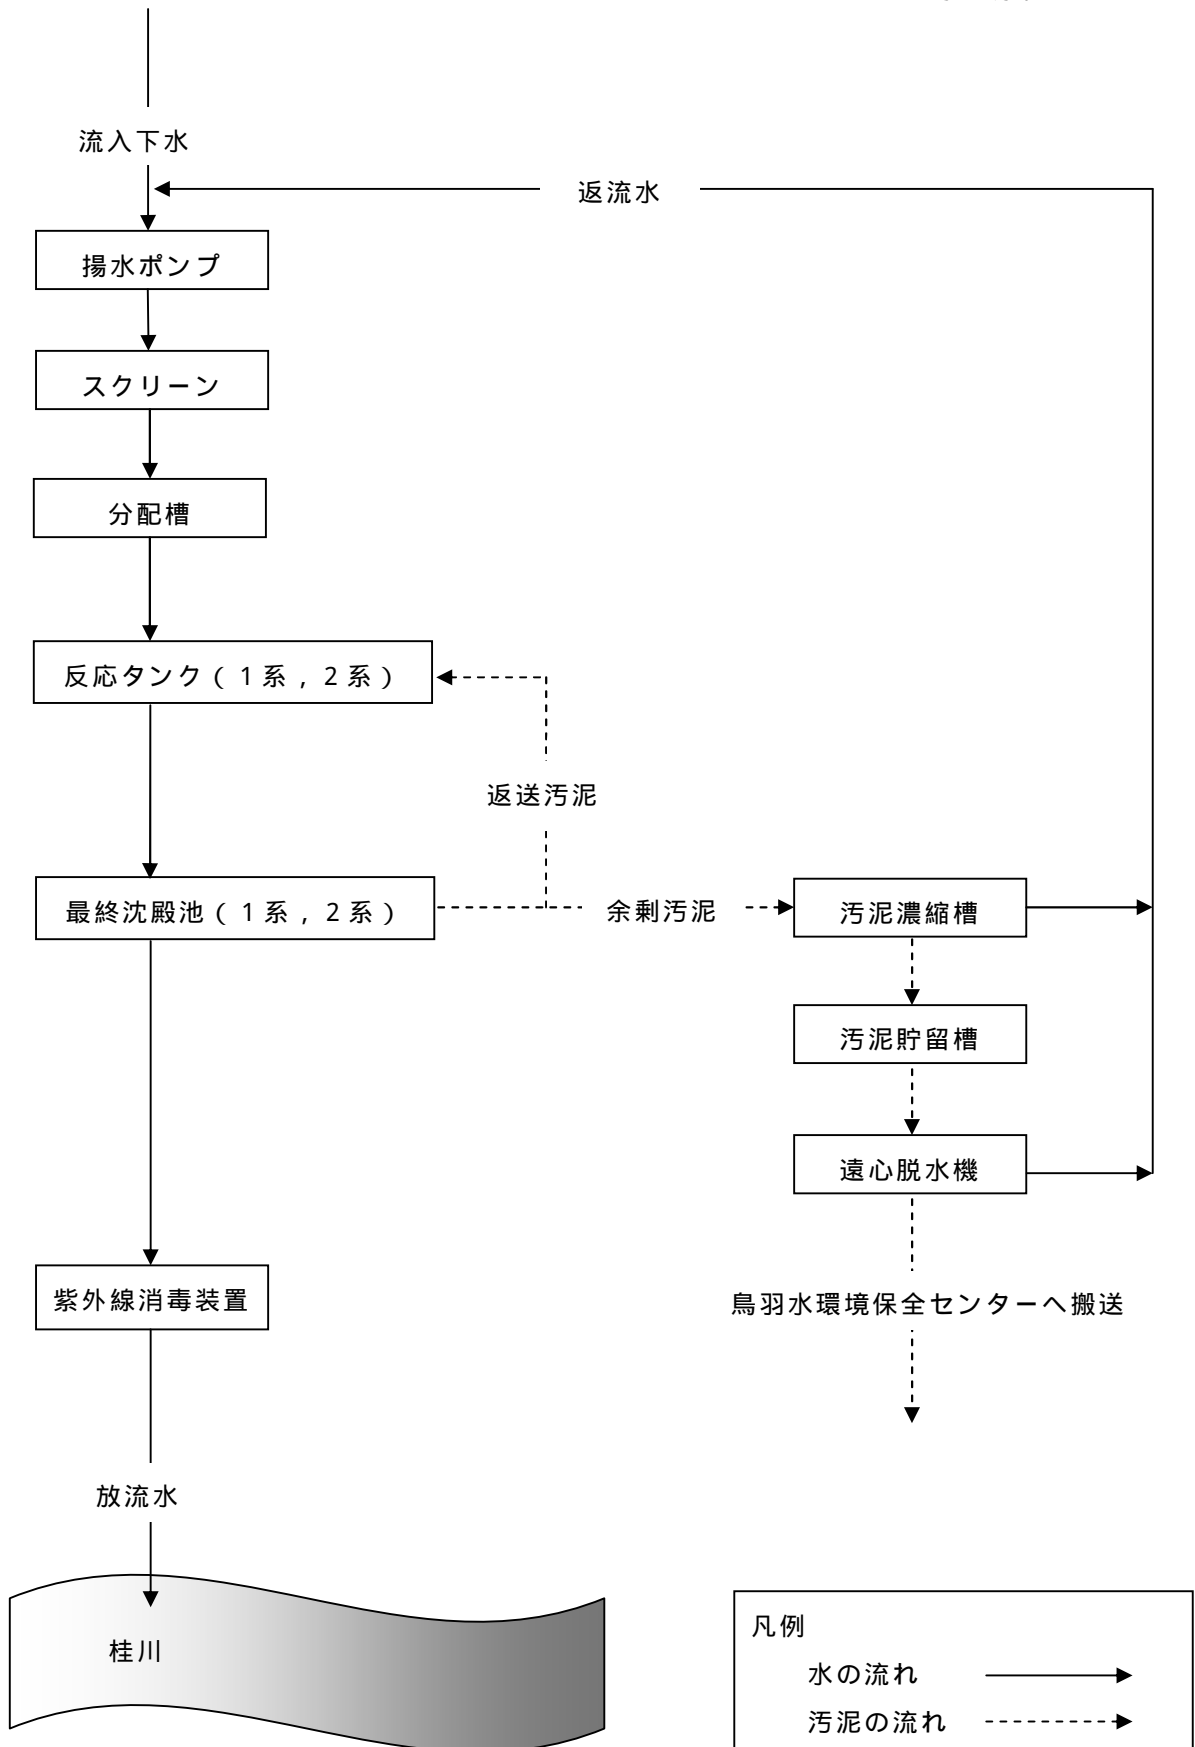 流入下水
返流水
揚水ポンプ
スクリーン
分配槽
反応タンク（1系，2系）
返送汚泥
最終沈殿池（1系，2系）
余剰汚泥
汚泥濃縮槽
汚泥貯留槽
遠心脱水機
紫外線消毒装置
鳥羽水環境保全センターへ搬送
放流水
桂川
凡例
水の流れ
汚泥の流れ